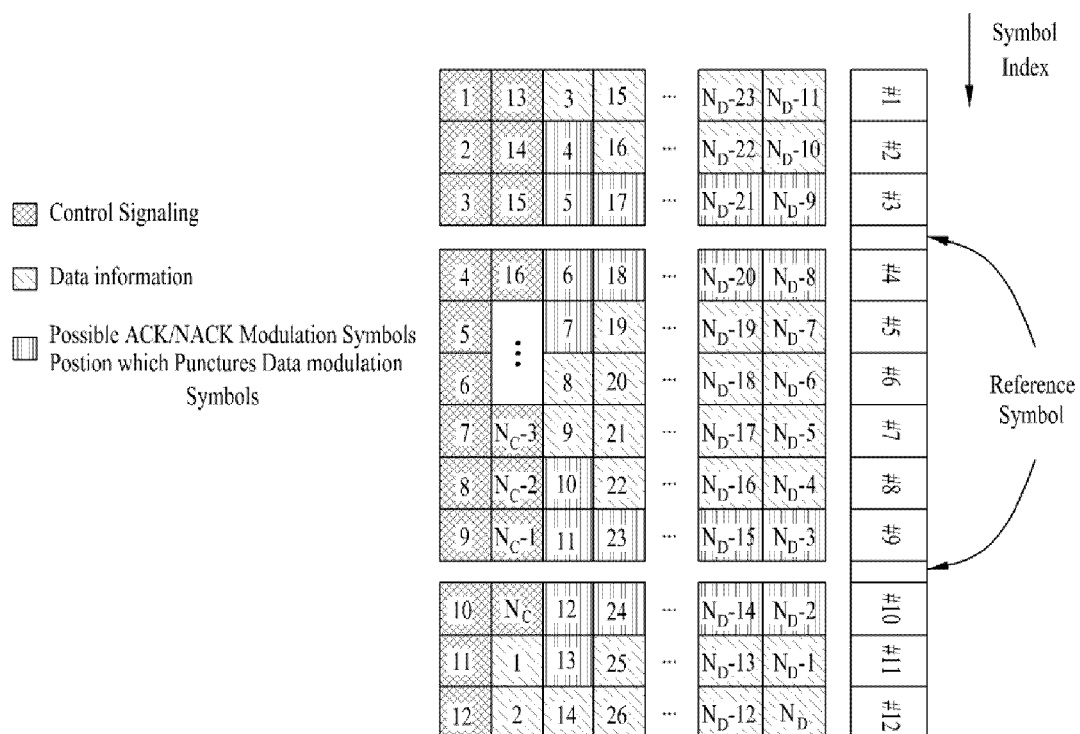 Symbol
Index
1 13 3 15 ... N_D-23 N_D-11 #1
2 14 4 16 ... N_D-22 N_D-10 #2
3 15 5 17 ... N_D-21 N_D-9 #3
Control Signaling
4 16 6 18 ... N_D-20 N_D-8 #4
Data information
5 ⋮ 7 19 ... N_D-19 N_D-7 #5
Possible ACK/NACK Modulation Symbols
Postion which Punctures Data modulation
Symbols
6 8 20 ... N_D-18 N_D-6 #6
Reference
Symbol
7 N_C-3 9 21 ... N_D-17 N_D-5 #7
8 N_C-2 10 22 ... N_D-16 N_D-4 #8
9 N_C-1 11 23 ... N_D-15 N_D-3 #9
10 N_C 12 24 ... N_D-14 N_D-2 #10
11 1 13 25 ... N_D-13 N_D-1 #11
12 2 14 26 ... N_D-12 N_D #12